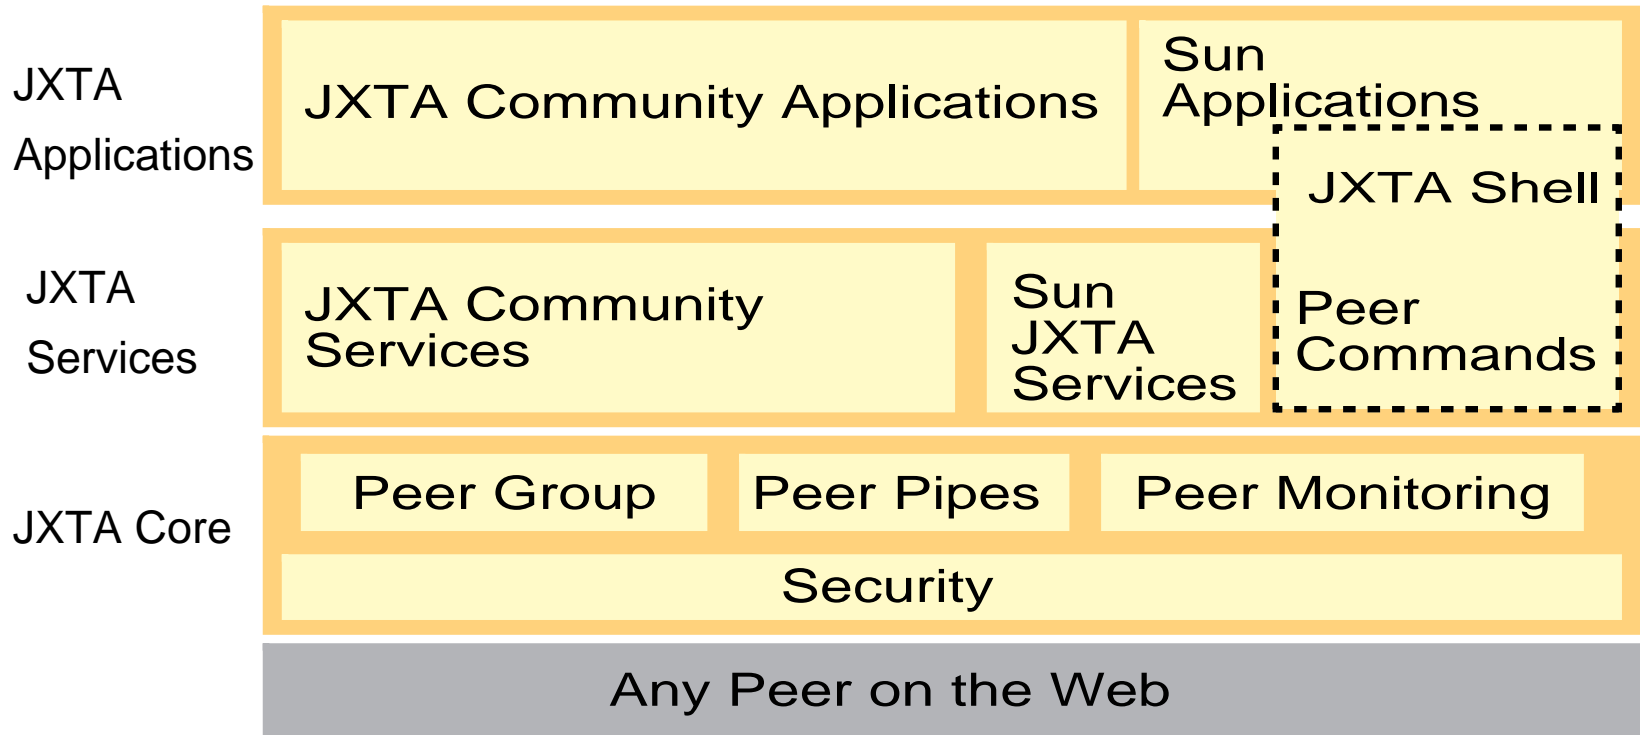 JXTA
Applications
JXTA Community Applications
Sun
Applications
JXTA Shell
JXTA
Services
JXTA Community
Services
Sun
JXTA
Services
Peer
Commands
JXTA Core
Peer Group
Peer Pipes
Peer Monitoring
Security
Any Peer on the Web